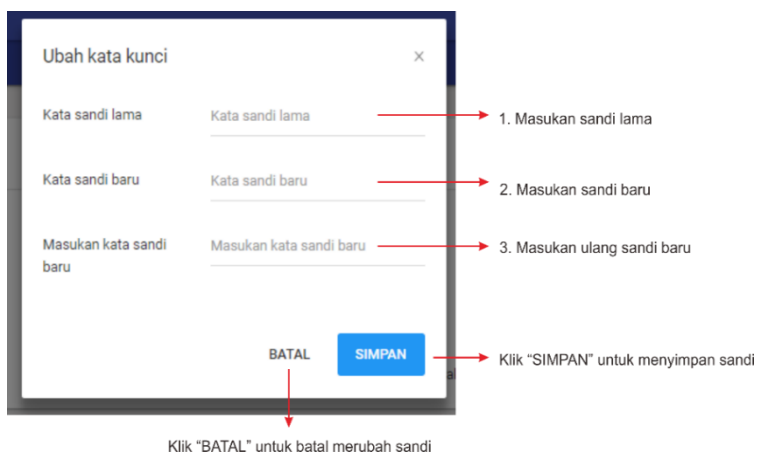 Ubah kata kunci ×
Kata sandi lama Kata sandi lama 1. Masukan sandi lama
Kata sandi baru Kata sandi baru 2. Masukan sandi baru
Masukan kata sandi Masukan kata sandi baru 3. Masukan ulang sandi baru
baru
BATAL SIMPAN Klik “SIMPAN” untuk menyimpan sandi
Klik “BATAL” untuk batal merubah sandi